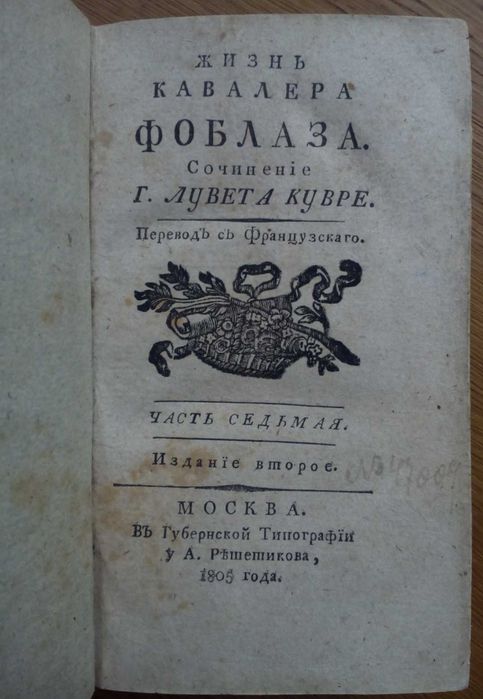 ЖИЗНЬ
КАВАЛЕРА
ФОБЛАЗА.
Сочиненіе
Г. ЛУВЕТА КУВРЕ.
Переводъ съ Французскаго.
ЧАСТЬ СЕДЬМАЯ.
Изданіе второе.
МОСКВА.
Въ Губернской Типографіи
у А. Рѣшетникова,
1805 года.